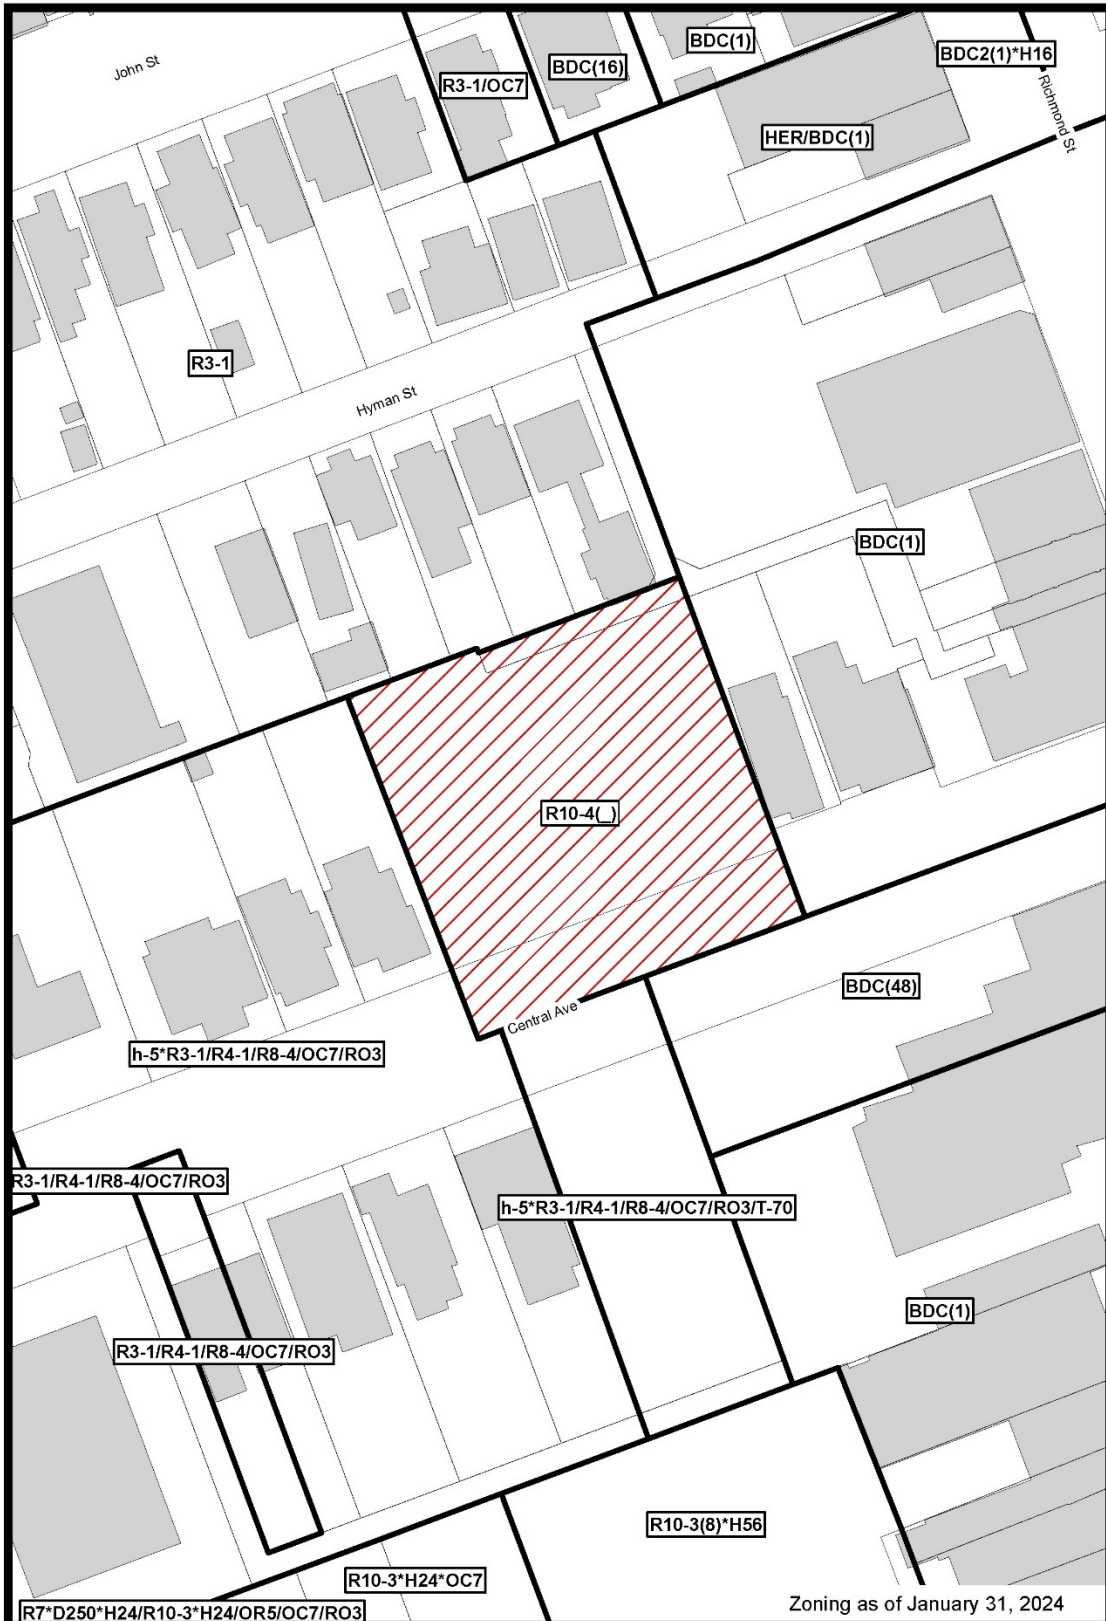 BDC(1)
BDC2(1)*H16
John St
BDC(16)
R3-1/OC7
Richmond St
HER/BDC(1)
R3-1
Hyman St
BDC(1)
R10-4(_)
BDC(48)
Central Ave
h-5*R3-1/R4-1/R8-4/OC7/RO3
R3-1/R4-1/R8-4/OC7/RO3
h-5*R3-1/R4-1/R8-4/OC7/RO3/T-70
BDC(1)
R3-1/R4-1/R8-4/OC7/RO3
R10-3(8)*H56
R10-3*H24*OC7
R7*D250*H24/R10-3*H24/OR5/OC7/RO3
Zoning as of January 31, 2024